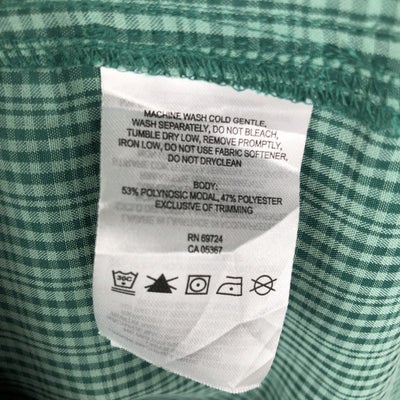 MACHINE WASH COLD GENTLE,
WASH SEPARATELY, DO NOT BLEACH,
TUMBLE DRY LOW, REMOVE PROMPTLY,
IRON LOW, DO NOT USE FABRIC SOFTENER,
DO NOT DRYCLEAN
BODY:
53% POLYNOSIC MODAL, 47% POLYESTER
EXCLUSIVE OF TRIMMING
RN 69724
CA 05367